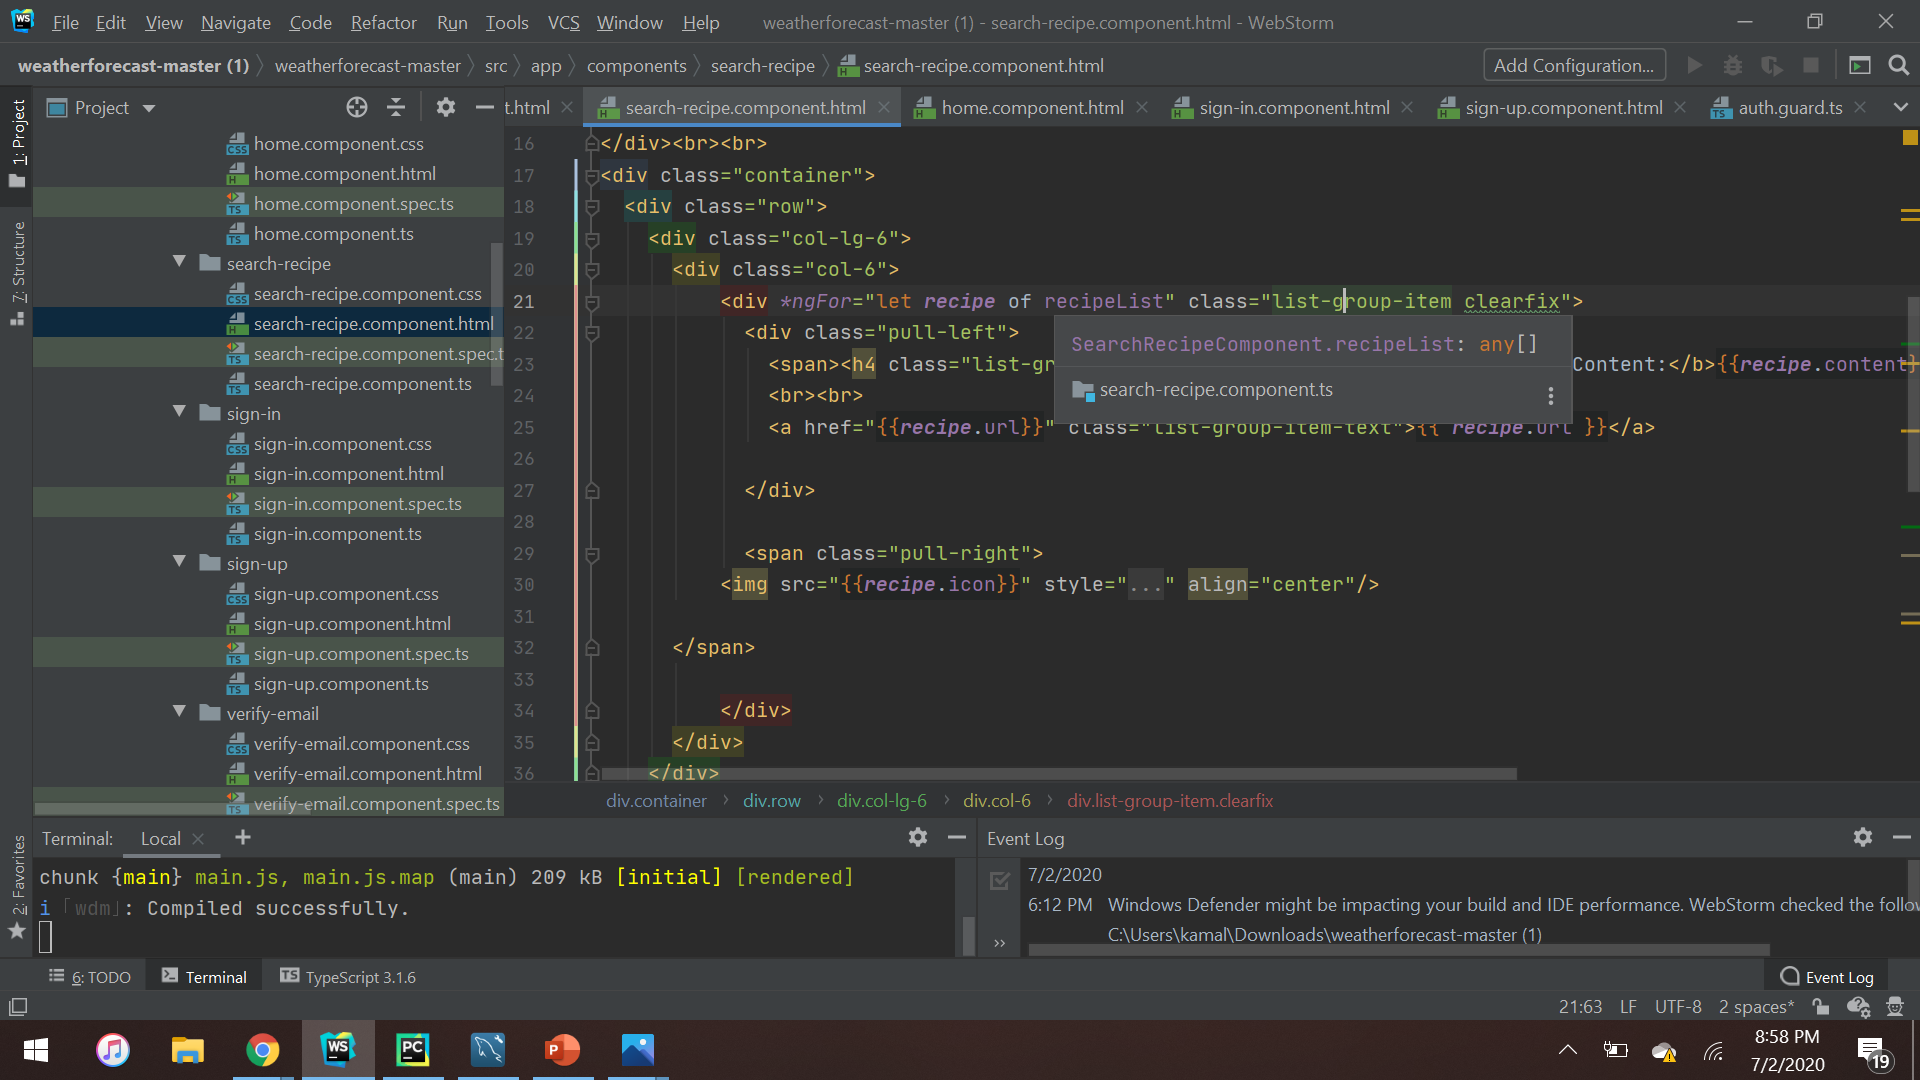 File Edit View Navigate Code Refactor Run Tools VCS Window Help weatherforecast-master (1) - search-recipe.component.html - WebStorm
weatherforecast-master (1) weatherforecast-master src app components search-recipe search-recipe.component.html Add Configuration...
1: Project
7: Structure
2: Favorites
Project
t.html search-recipe.component.html home.component.html sign-in.component.html sign-up.component.html auth.guard.ts
home.component.css
home.component.html
home.component.spec.ts
home.component.ts
search-recipe
search-recipe.component.css
search-recipe.component.html
search-recipe.component.spec.t
search-recipe.component.ts
sign-in
sign-in.component.css
sign-in.component.html
sign-in.component.spec.ts
sign-in.component.ts
sign-up
sign-up.component.css
sign-up.component.html
sign-up.component.spec.ts
sign-up.component.ts
verify-email
verify-email.component.css
verify-email.component.html
verify-email.component.spec.ts
16 </div><br><br>
17 <div class="container">
18 <div class="row">
19 <div class="col-lg-6">
20 <div class="col-6">
21 <div *ngFor="let recipe of recipeList" class="list-group-item clearfix">
22 <div class="pull-left">
23 <span><h4 class="list-gr Content:</b>{{recipe.content}
24 <br><br>
25 <a href="{{recipe.url}}" class="list-group-item-text">{{ recipe.url }}</a>
26
27 </div>
28
29 <span class="pull-right">
30 <img src="{{recipe.icon}}" style="..." align="center"/>
31
32 </span>
33
34 </div>
35 </div>
36 </div>
SearchRecipeComponent.recipeList: any[]
search-recipe.component.ts
div.container div.row div.col-lg-6 div.col-6 div.list-group-item.clearfix
Terminal: Local
chunk {main} main.js, main.js.map (main) 209 kB [initial] [rendered]
i 「wdm」: Compiled successfully.
Event Log
7/2/2020
6:12 PM Windows Defender might be impacting your build and IDE performance. WebStorm checked the follow
C:\Users\kamal\Downloads\weatherforecast-master (1)
6: TODO Terminal TypeScript 3.1.6 Event Log
21:63 LF UTF-8 2 spaces*
8:58 PM
7/2/2020
19